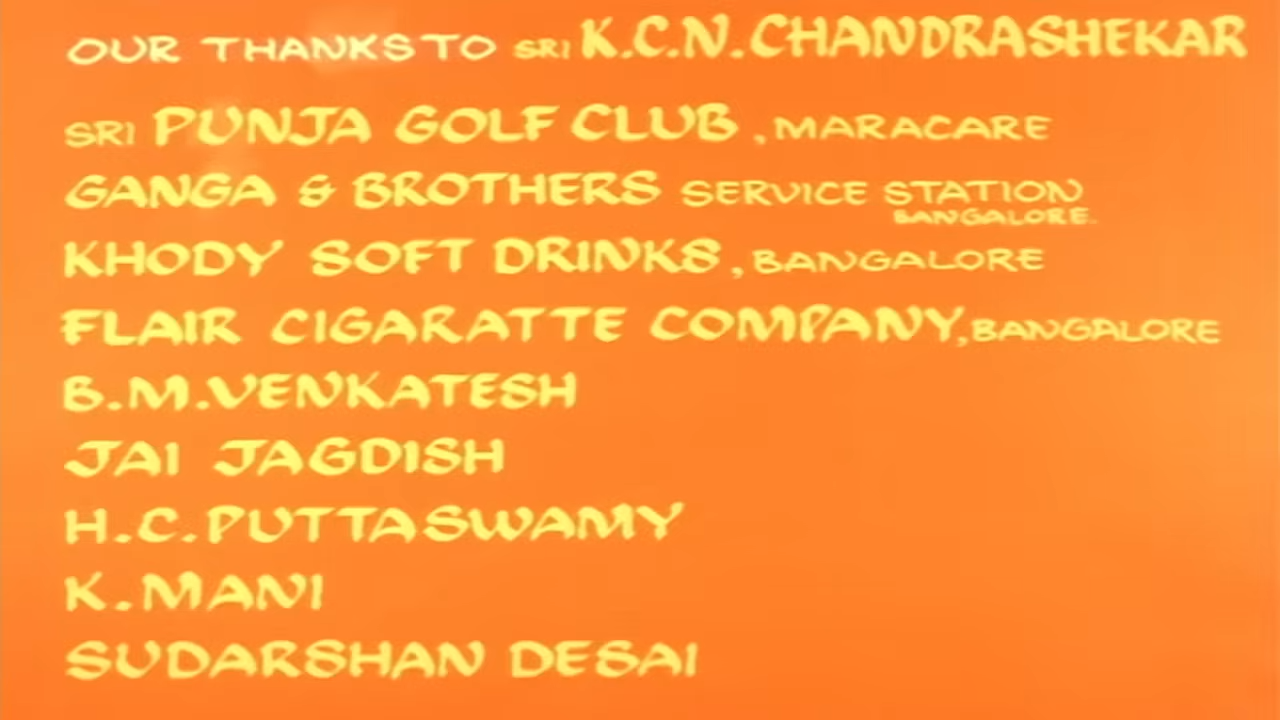 OUR THANKS TO SRI K.C.N.CHANDRASHEKAR
SRI PUNJA GOLF CLUB , MARACARE
GANGA & BROTHERS SERVICE STATION
BANGALORE.
KHODY SOFT DRINKS , BANGALORE
FLAIR CIGARATTE COMPANY, BANGALORE
B.M.VENKATESH
JAI JAGDISH
H.C.PUTTASWAMY
K.MANI
SUDARSHAN DESAI